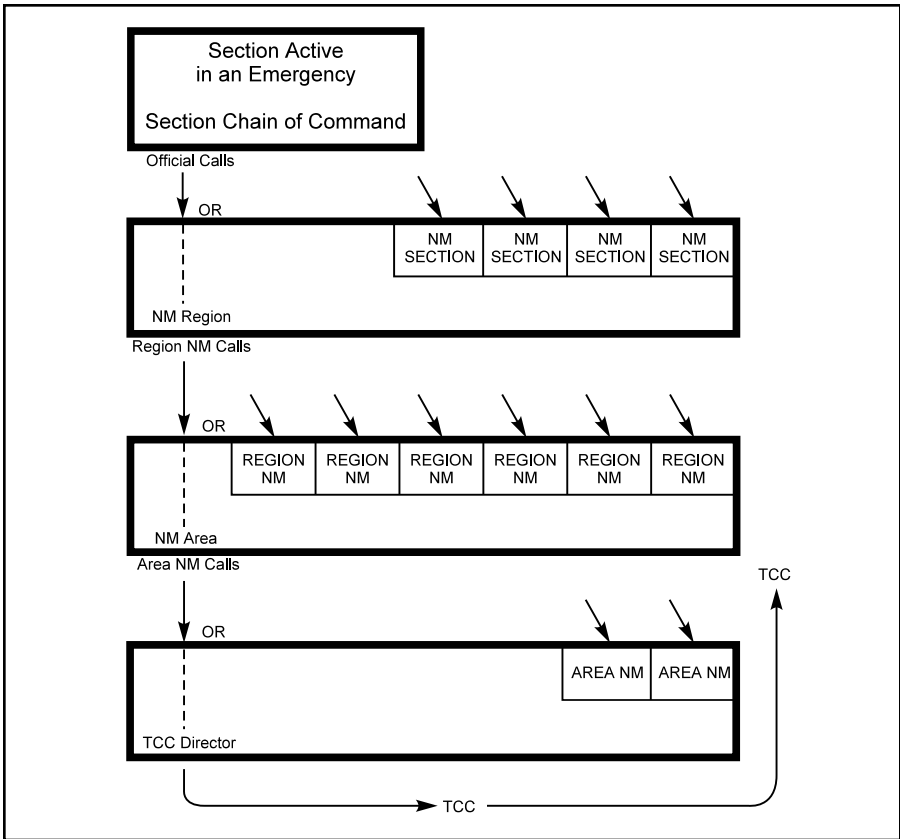 Section Active
in an Emergency
Section Chain of Command
Official Calls
OR
NM
SECTION
NM
SECTION
NM
SECTION
NM
SECTION
NM Region
Region NM Calls
OR
REGION
NM
REGION
NM
REGION
NM
REGION
NM
REGION
NM
REGION
NM
NM Area
Area NM Calls
TCC
OR
AREA NM
AREA NM
TCC Director
TCC